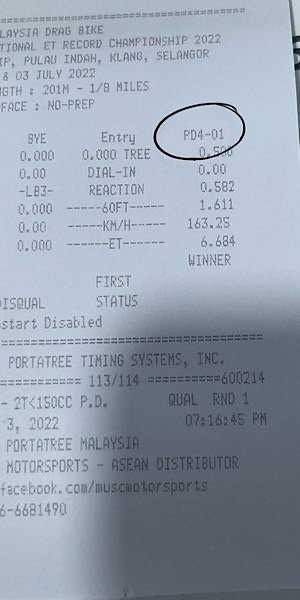 =================================
LAYSIA DRAG BIKE
TIONAL ET RECORD CHAMPIONSHIP 2022
IP, PULAU INDAH, KLANG, SELANGOR
& 03 JULY 2022
NGTH : 201M - 1/8 MILES
RFACE : NO-PREP
BYE Entry PD4-01
0.000 0.000 TREE 0.500
0.00 DIAL-IN 0.00
-LB3- REACTION 0.582
0.000 -----60FT----- 1.611
0.00 -----KM/H----- 163.25
0.000 ------ET------ 6.684
WINNER
FIRST
DISQUAL STATUS
start Disabled
=================================
PORTATREE TIMING SYSTEMS, INC.
=========== 113/114 ==========600214
- 2T<150CC P.D. QUAL RND 1
3, 2022 07:16:45 PM
PORTATREE MALAYSIA
MOTORSPORTS - ASEAN DISTRIBUTOR
facebook.com/muscmotorsports
6-6681490